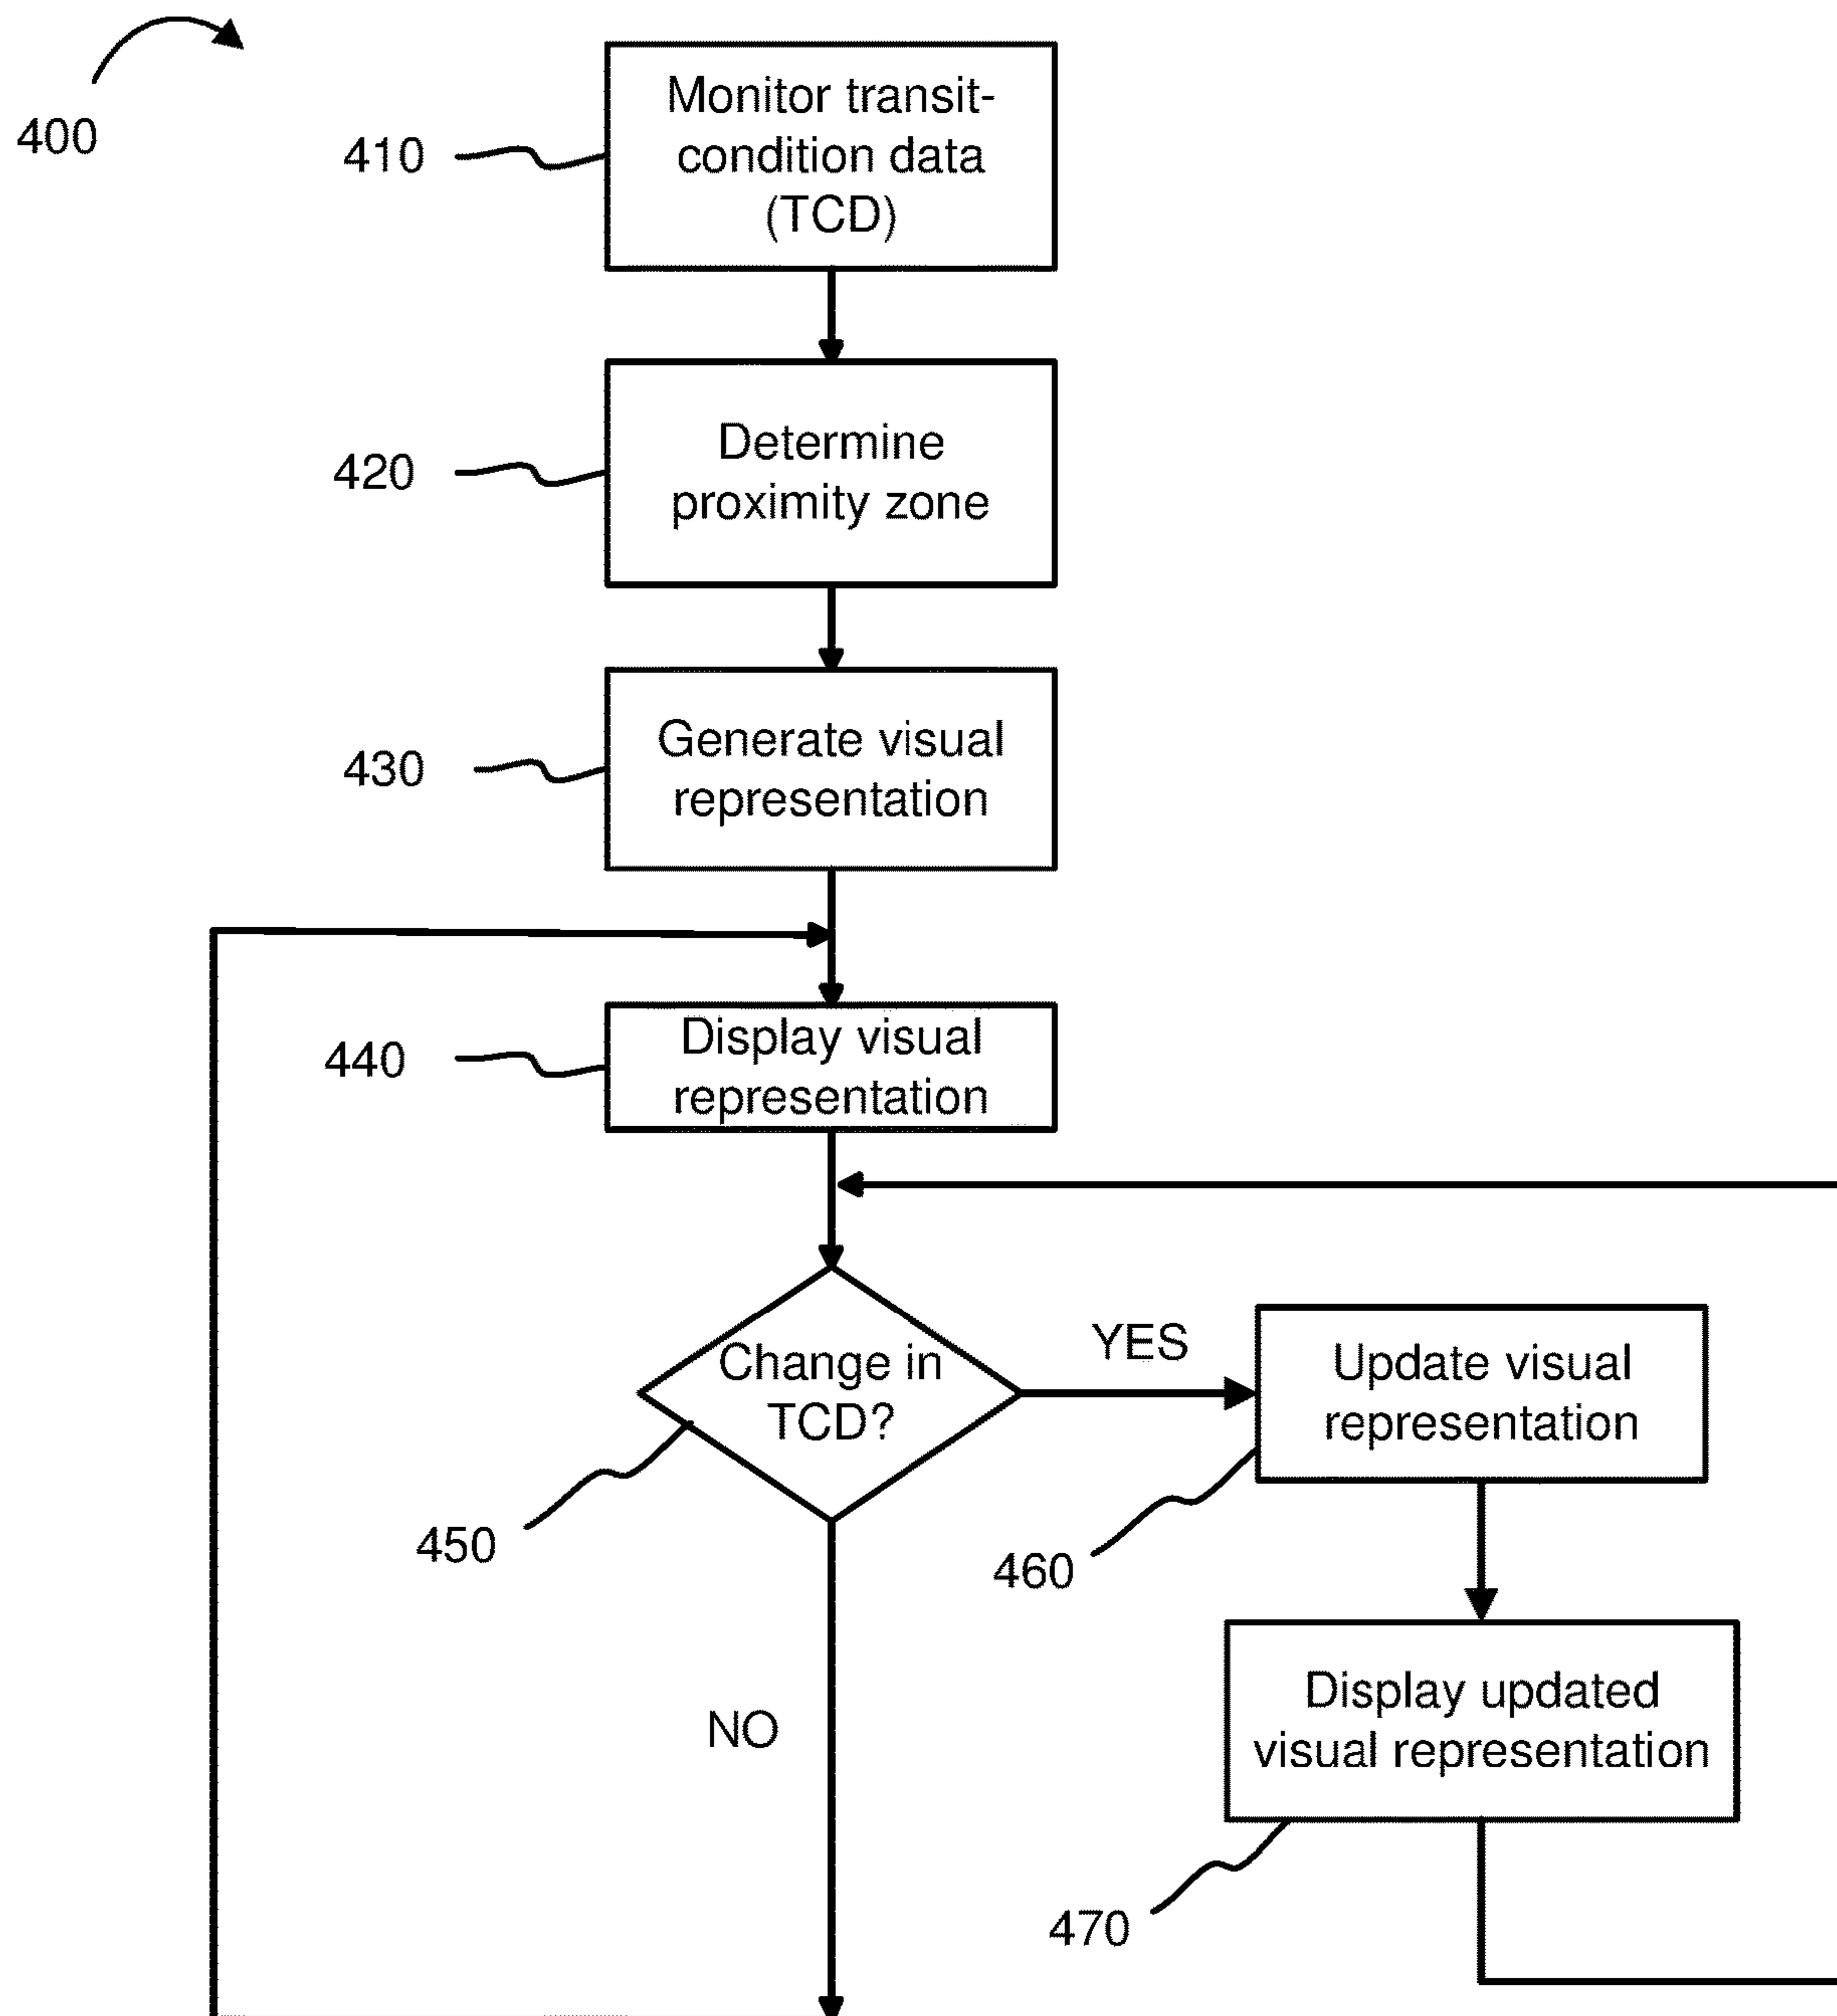 400
410
Monitor transit-
condition data
(TCD)
420
Determine
proximity zone
430
Generate visual
representation
440
Display visual
representation
Change in
TCD?
YES
Update visual
representation
450
460
Display updated
visual representation
NO
470